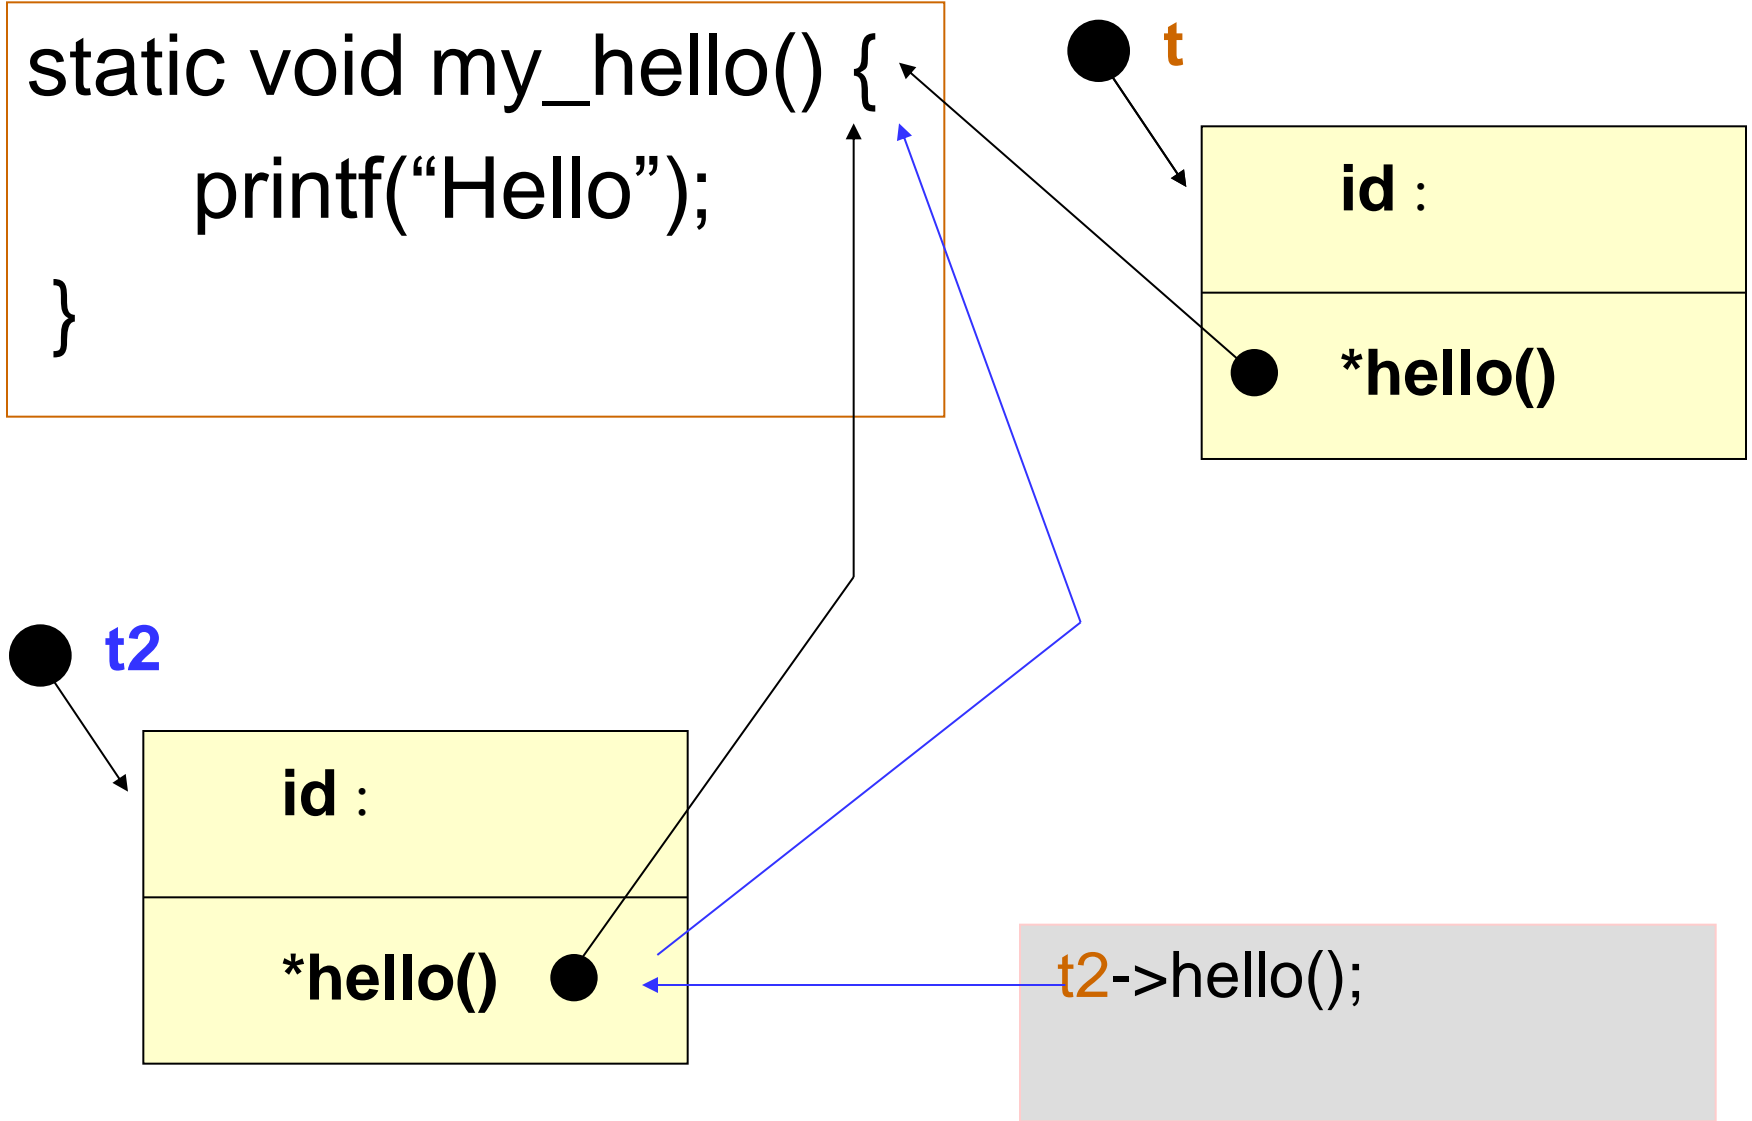 static void my_hello() {
printf(“Hello”);
}
t
id :
*hello()
t2
id :
*hello()
t2->hello();